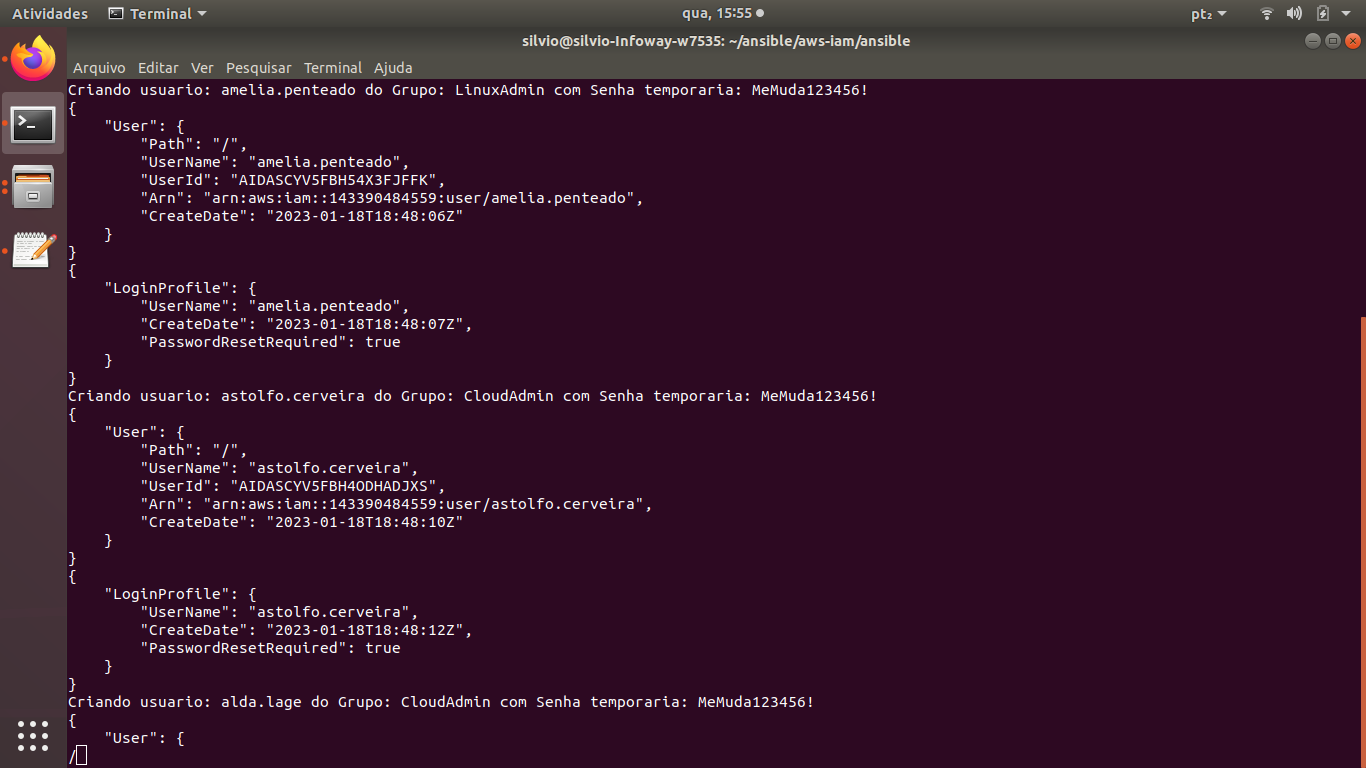 Atividades Terminal qua, 15:55 pt₂
silvio@silvio-Infoway-w7535: ~/ansible/aws-iam/ansible
Arquivo Editar Ver Pesquisar Terminal Ajuda
Criando usuario: amelia.penteado do Grupo: LinuxAdmin com Senha temporaria: MeMuda123456!
{
    "User": {
        "Path": "/",
        "UserName": "amelia.penteado",
        "UserId": "AIDASCYV5FBH54X3FJFFK",
        "Arn": "arn:aws:iam::143390484559:user/amelia.penteado",
        "CreateDate": "2023-01-18T18:48:06Z"
    }
}
{
    "LoginProfile": {
        "UserName": "amelia.penteado",
        "CreateDate": "2023-01-18T18:48:07Z",
        "PasswordResetRequired": true
    }
}
Criando usuario: astolfo.cerveira do Grupo: CloudAdmin com Senha temporaria: MeMuda123456!
{
    "User": {
        "Path": "/",
        "UserName": "astolfo.cerveira",
        "UserId": "AIDASCYV5FBH4ODHADJXS",
        "Arn": "arn:aws:iam::143390484559:user/astolfo.cerveira",
        "CreateDate": "2023-01-18T18:48:10Z"
    }
}
{
    "LoginProfile": {
        "UserName": "astolfo.cerveira",
        "CreateDate": "2023-01-18T18:48:12Z",
        "PasswordResetRequired": true
    }
}
Criando usuario: alda.lage do Grupo: CloudAdmin com Senha temporaria: MeMuda123456!
{
    "User": {
/